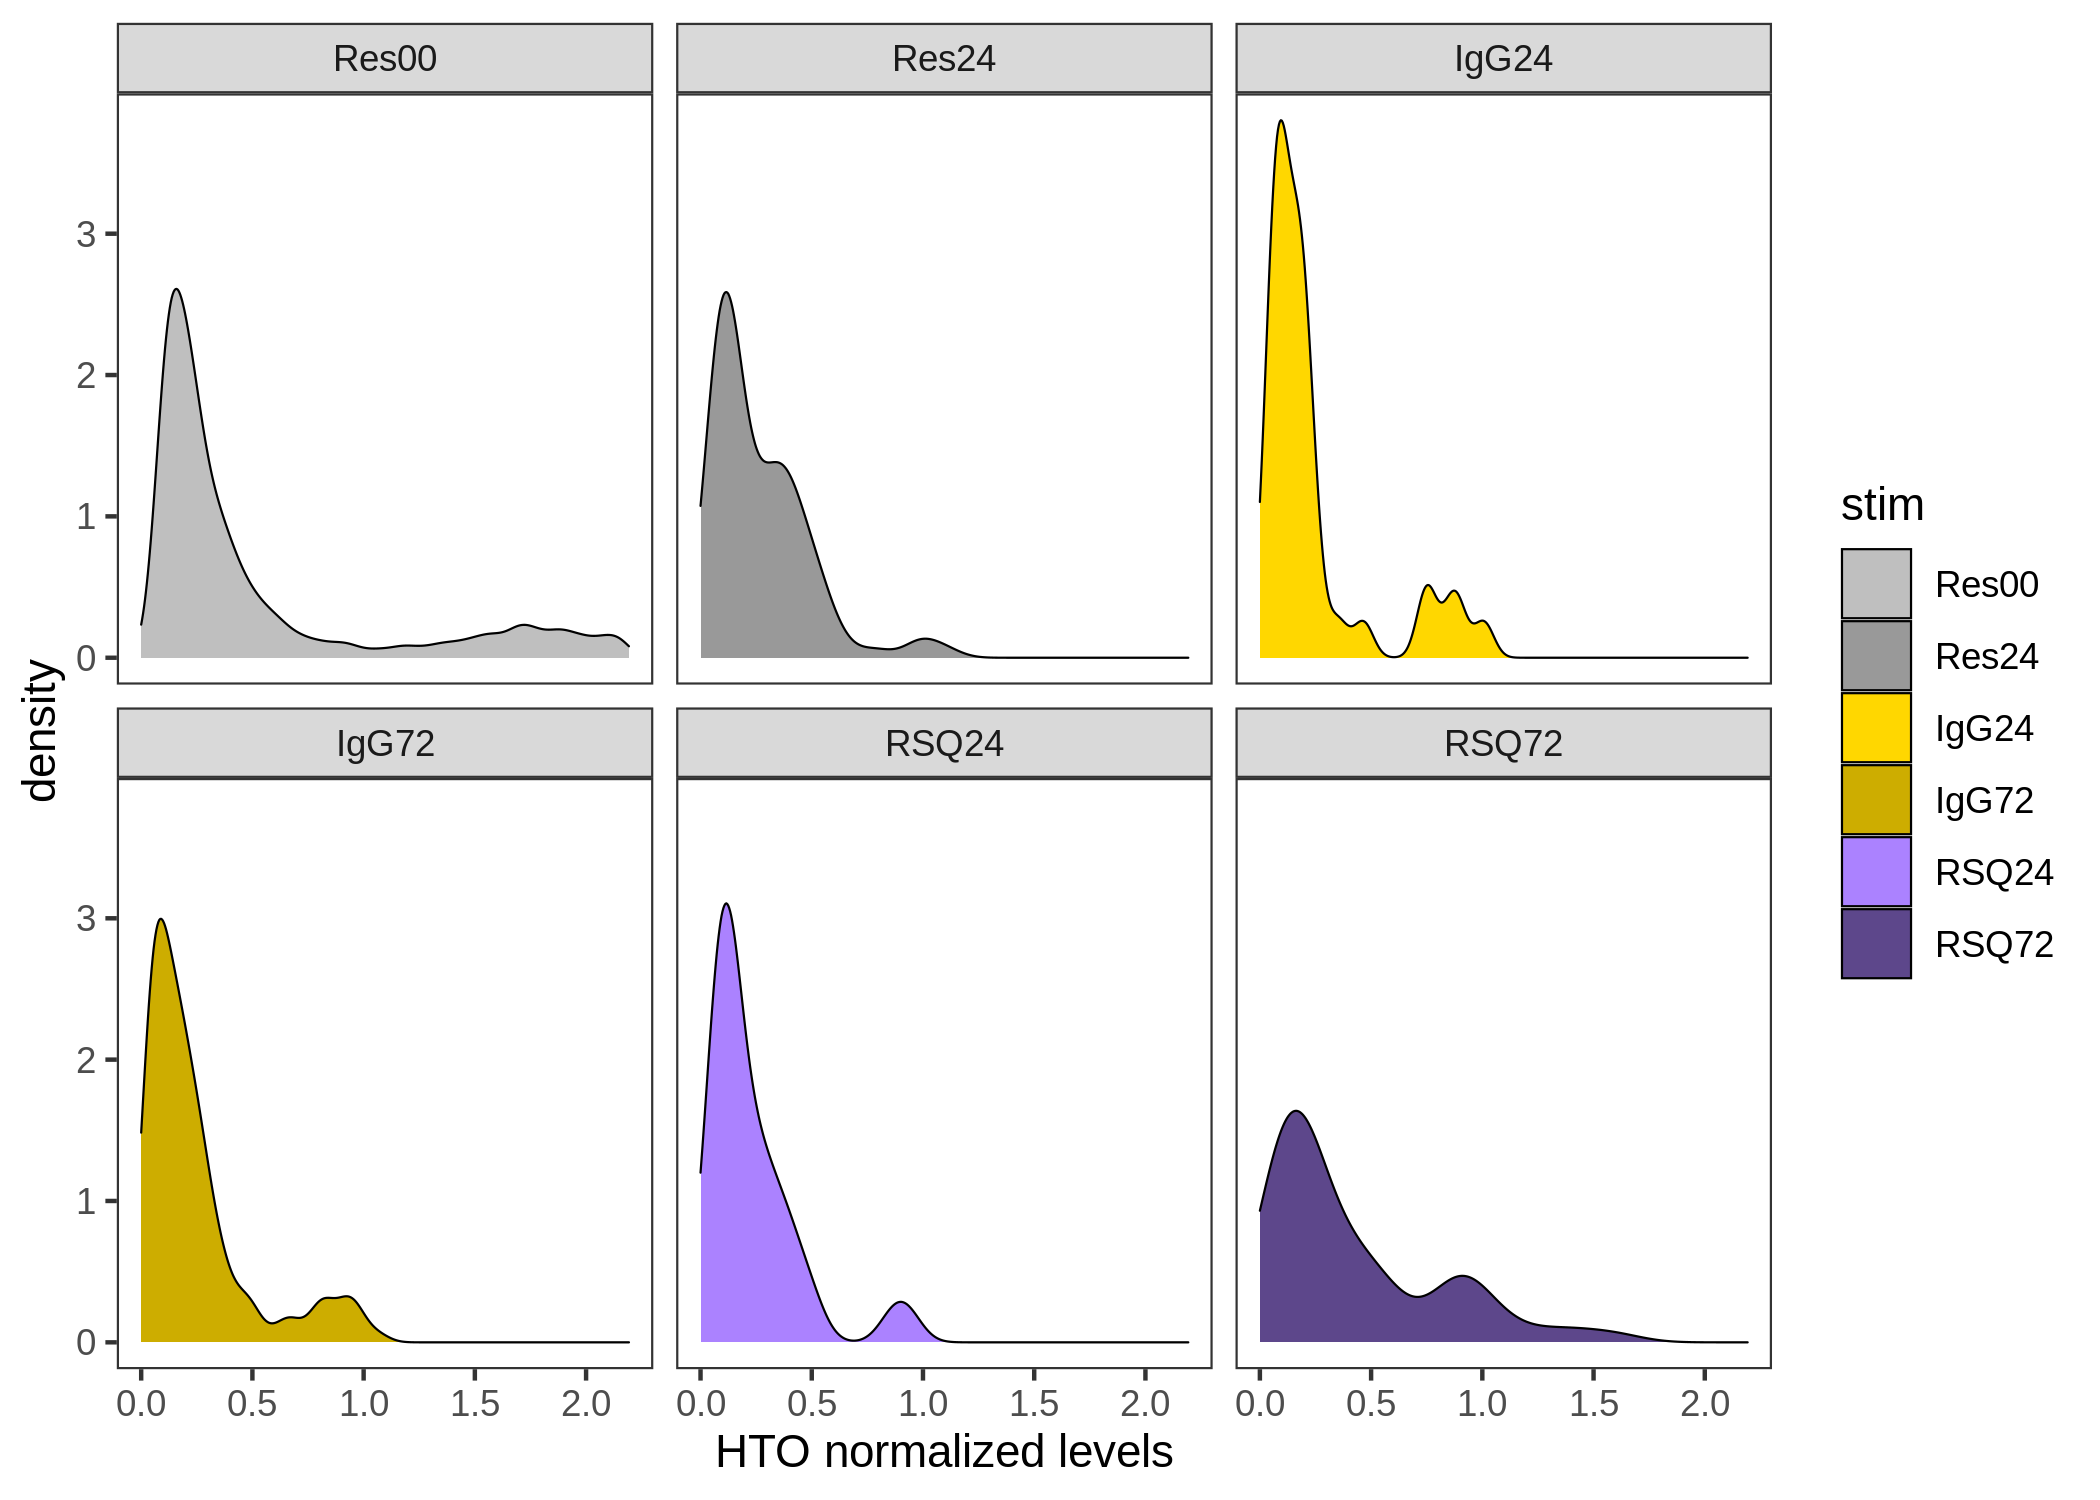 Res00 Res24 IgG24
3
2
1
0
IgG72 RSQ24 RSQ72
3
2
1
0
0.0 0.5 1.0 1.5 2.0 0.0 0.5 1.0 1.5 2.0 0.0 0.5 1.0 1.5 2.0
HTO normalized levels
density
stim
Res00
Res24
IgG24
IgG72
RSQ24
RSQ72